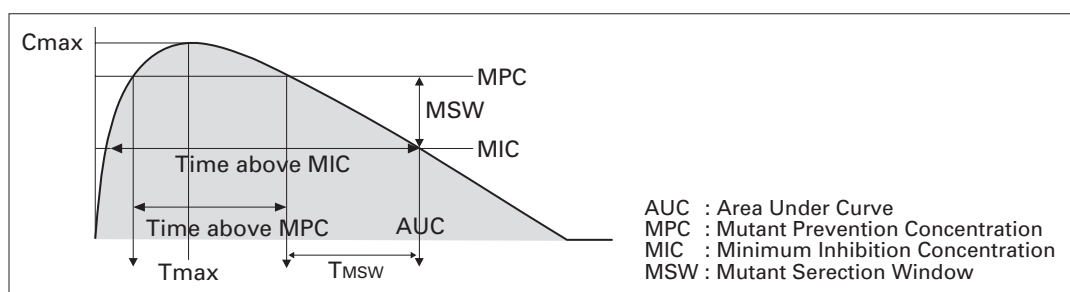 Cmax
MPC
MSW
MIC
Time above MIC
Time above MPC
AUC
Tmax
TMSW
AUC : Area Under Curve
MPC : Mutant Prevention Concentration
MIC : Minimum Inhibition Concentration
MSW : Mutant Serection Window